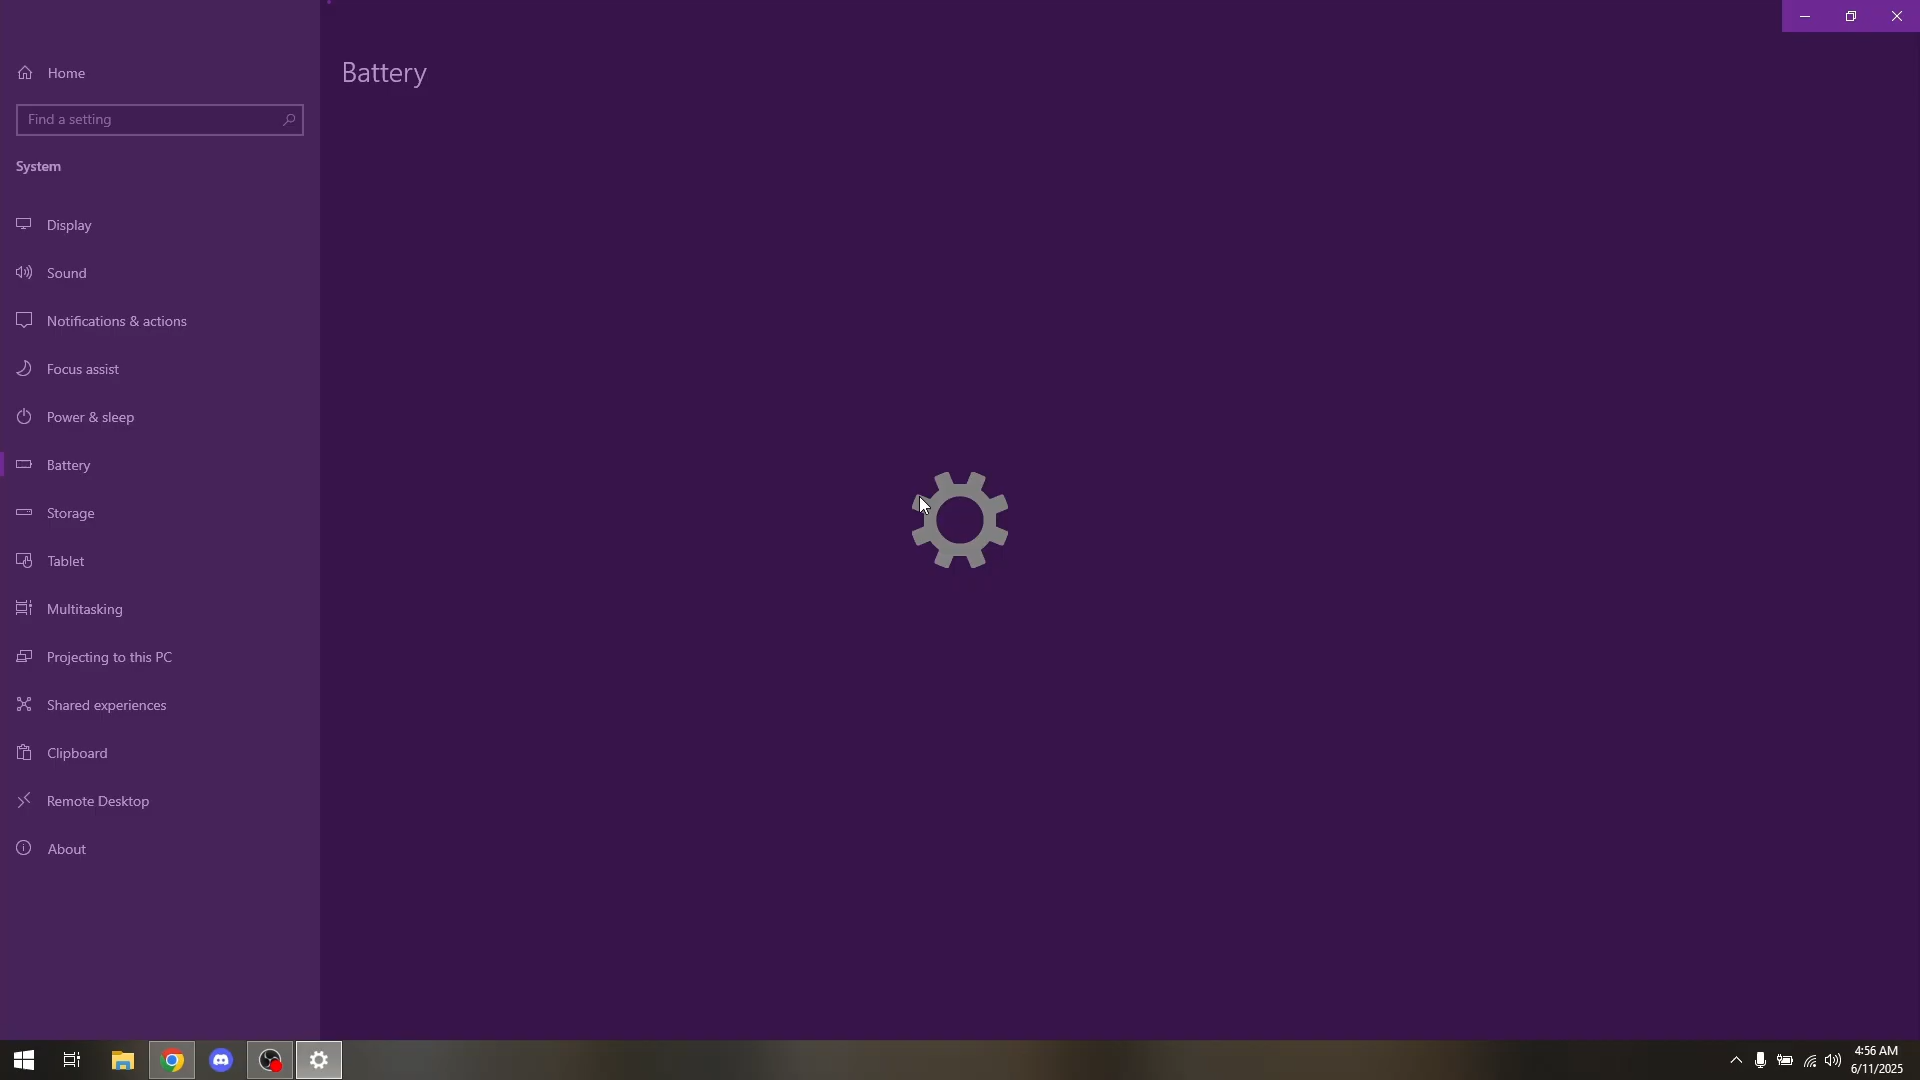 Home
Battery
Find a setting
System
Display
Sound
Notifications & actions
Focus assist
Power & sleep
Battery
Storage
Tablet
Multitasking
Projecting to this PC
Shared experiences
Clipboard
Remote Desktop
About
4:56 AM
6/11/2025